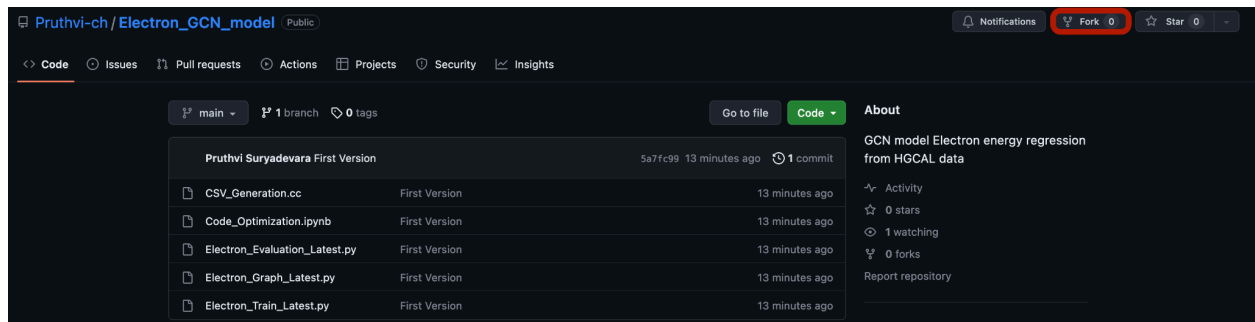 Pruthvi-ch / Electron_GCN_model Public
Notifications Fork 0 Star 0
<> Code Issues Pull requests Actions Projects Security Insights
main 1 branch 0 tags Go to file Code
Pruthvi Suryadevara First Version 5a7fc99 13 minutes ago 1 commit
CSV_Generation.cc First Version 13 minutes ago
Code_Optimization.ipynb First Version 13 minutes ago
Electron_Evaluation_Latest.py First Version 13 minutes ago
Electron_Graph_Latest.py First Version 13 minutes ago
Electron_Train_Latest.py First Version 13 minutes ago
About
GCN model Electron energy regression
from HGCAL data
Activity
0 stars
1 watching
0 forks
Report repository